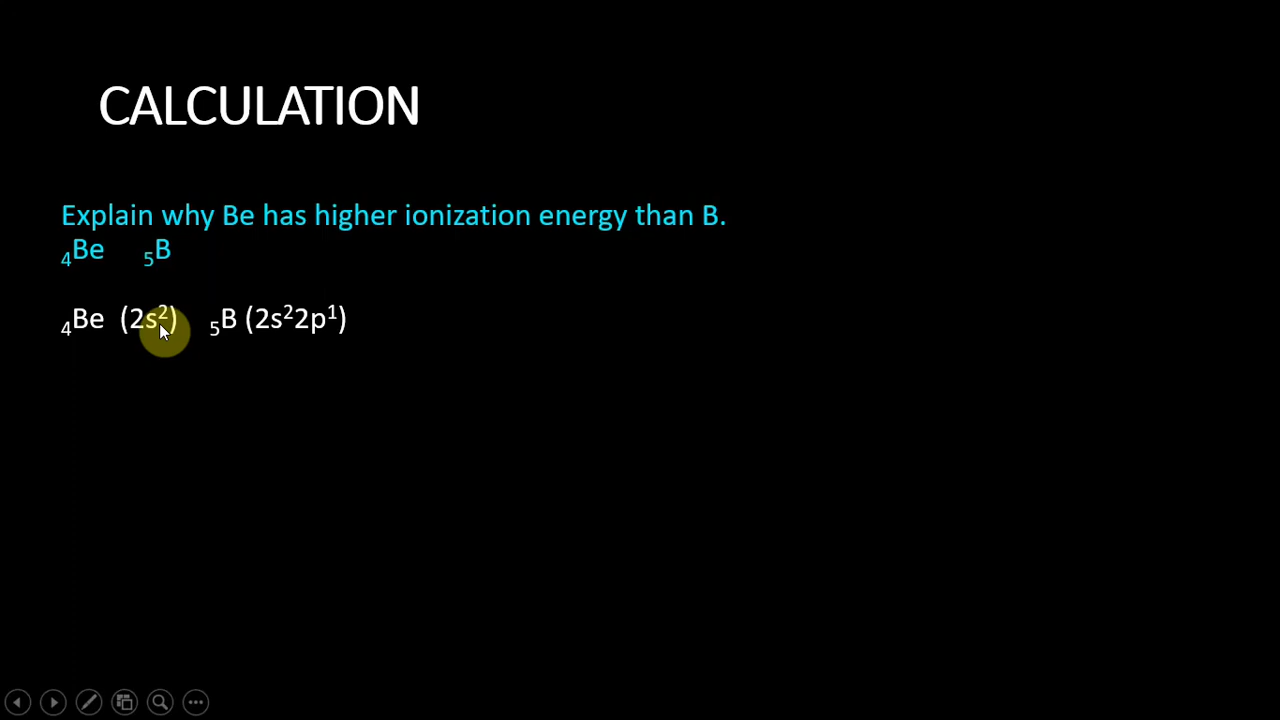 CALCULATION
Explain why Be has higher ionization energy than B.
₄Be ₅B
₄Be (2s²) ₅B (2s²2p¹)